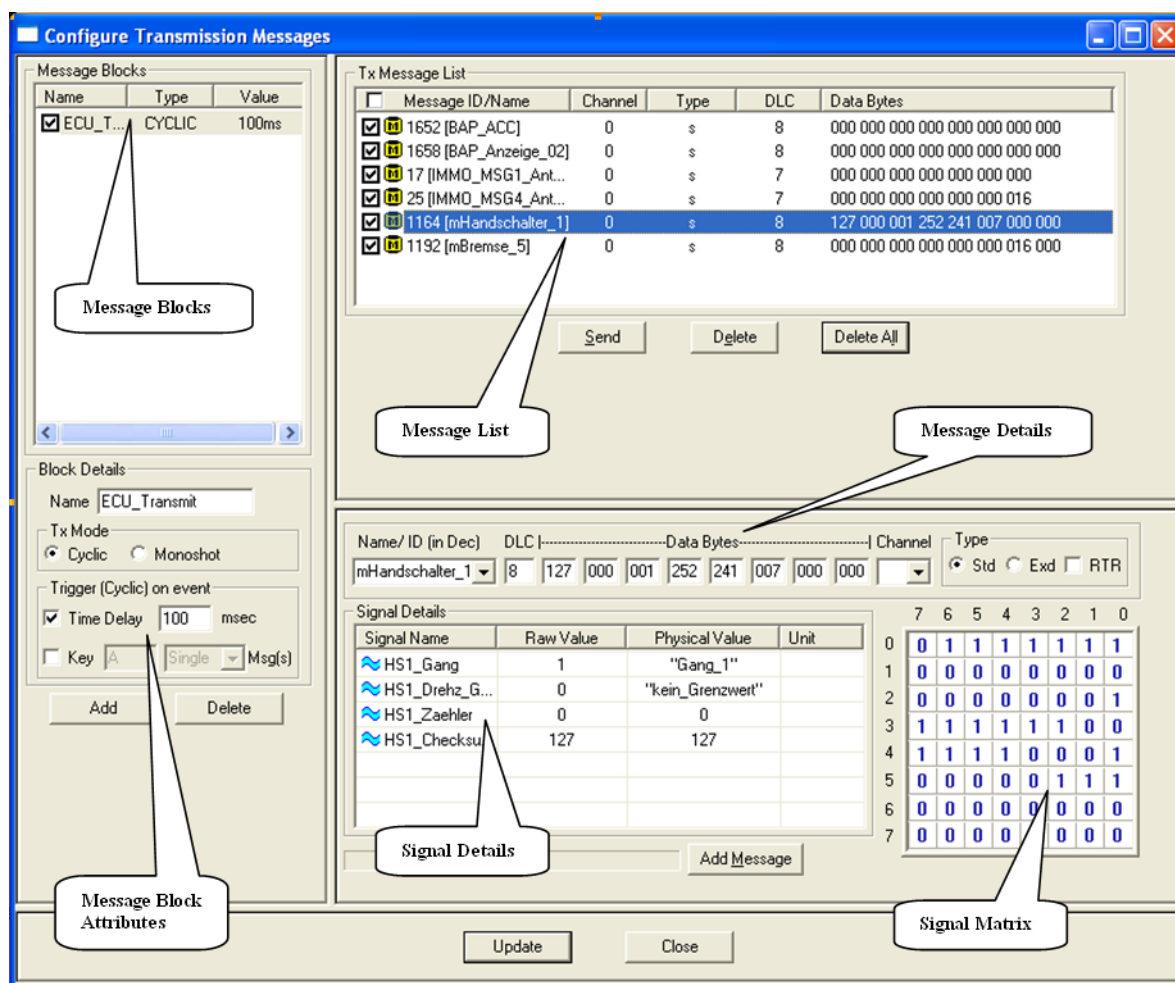 Configure Transmission Messages
Message Blocks
Name Type Value
ECU_T... CYCLIC 100ms
Message Blocks
Block Details
Name ECU_Transmit
Tx Mode
Cyclic Monoshot
Trigger (Cyclic) on event
Time Delay 100 msec
Key A Single Msg(s)
Add Delete
Message Block
Attributes
Tx Message List
Message ID/Name Channel Type DLC Data Bytes
1652 [BAP_ACC] 0 s 8 000 000 000 000 000 000 000 000
1658 [BAP_Anzeige_02] 0 s 8 000 000 000 000 000 000 000 000
17 [IMMO_MSG1_Ant... 0 s 7 000 000 000 000 000 000 000
25 [IMMO_MSG4_Ant... 0 s 7 000 000 000 000 000 000 016
1164 [mHandschalter_1] 0 s 8 127 000 001 252 241 007 000 000
1192 [mBremse_5] 0 s 8 000 000 000 000 000 000 016 000
Send Delete Delete All
Message List
Message Details
Name/ ID (in Dec) DLC |----------------------------Data Bytes----------------------------| Channel Type
mHandschalter_1 8 127 000 001 252 241 007 000 000 Std Exd RTR
Signal Details
Signal Name Raw Value Physical Value Unit
HS1_Gang 1 "Gang_1"
HS1_Drehz_G... 0 "kein_Grenzwert"
HS1_Zaehler 0 0
HS1_Checksu... 127 127
Signal Details
Add Message
7 6 5 4 3 2 1 0
0 0 1 1 1 1 1 1 1
1 0 0 0 0 0 0 0 0
2 0 0 0 0 0 0 0 1
3 1 1 1 1 1 1 0 0
4 1 1 1 1 0 0 0 1
5 0 0 0 0 0 1 1 1
6 0 0 0 0 0 0 0 0
7 0 0 0 0 0 0 0 0
Signal Matrix
Update Close